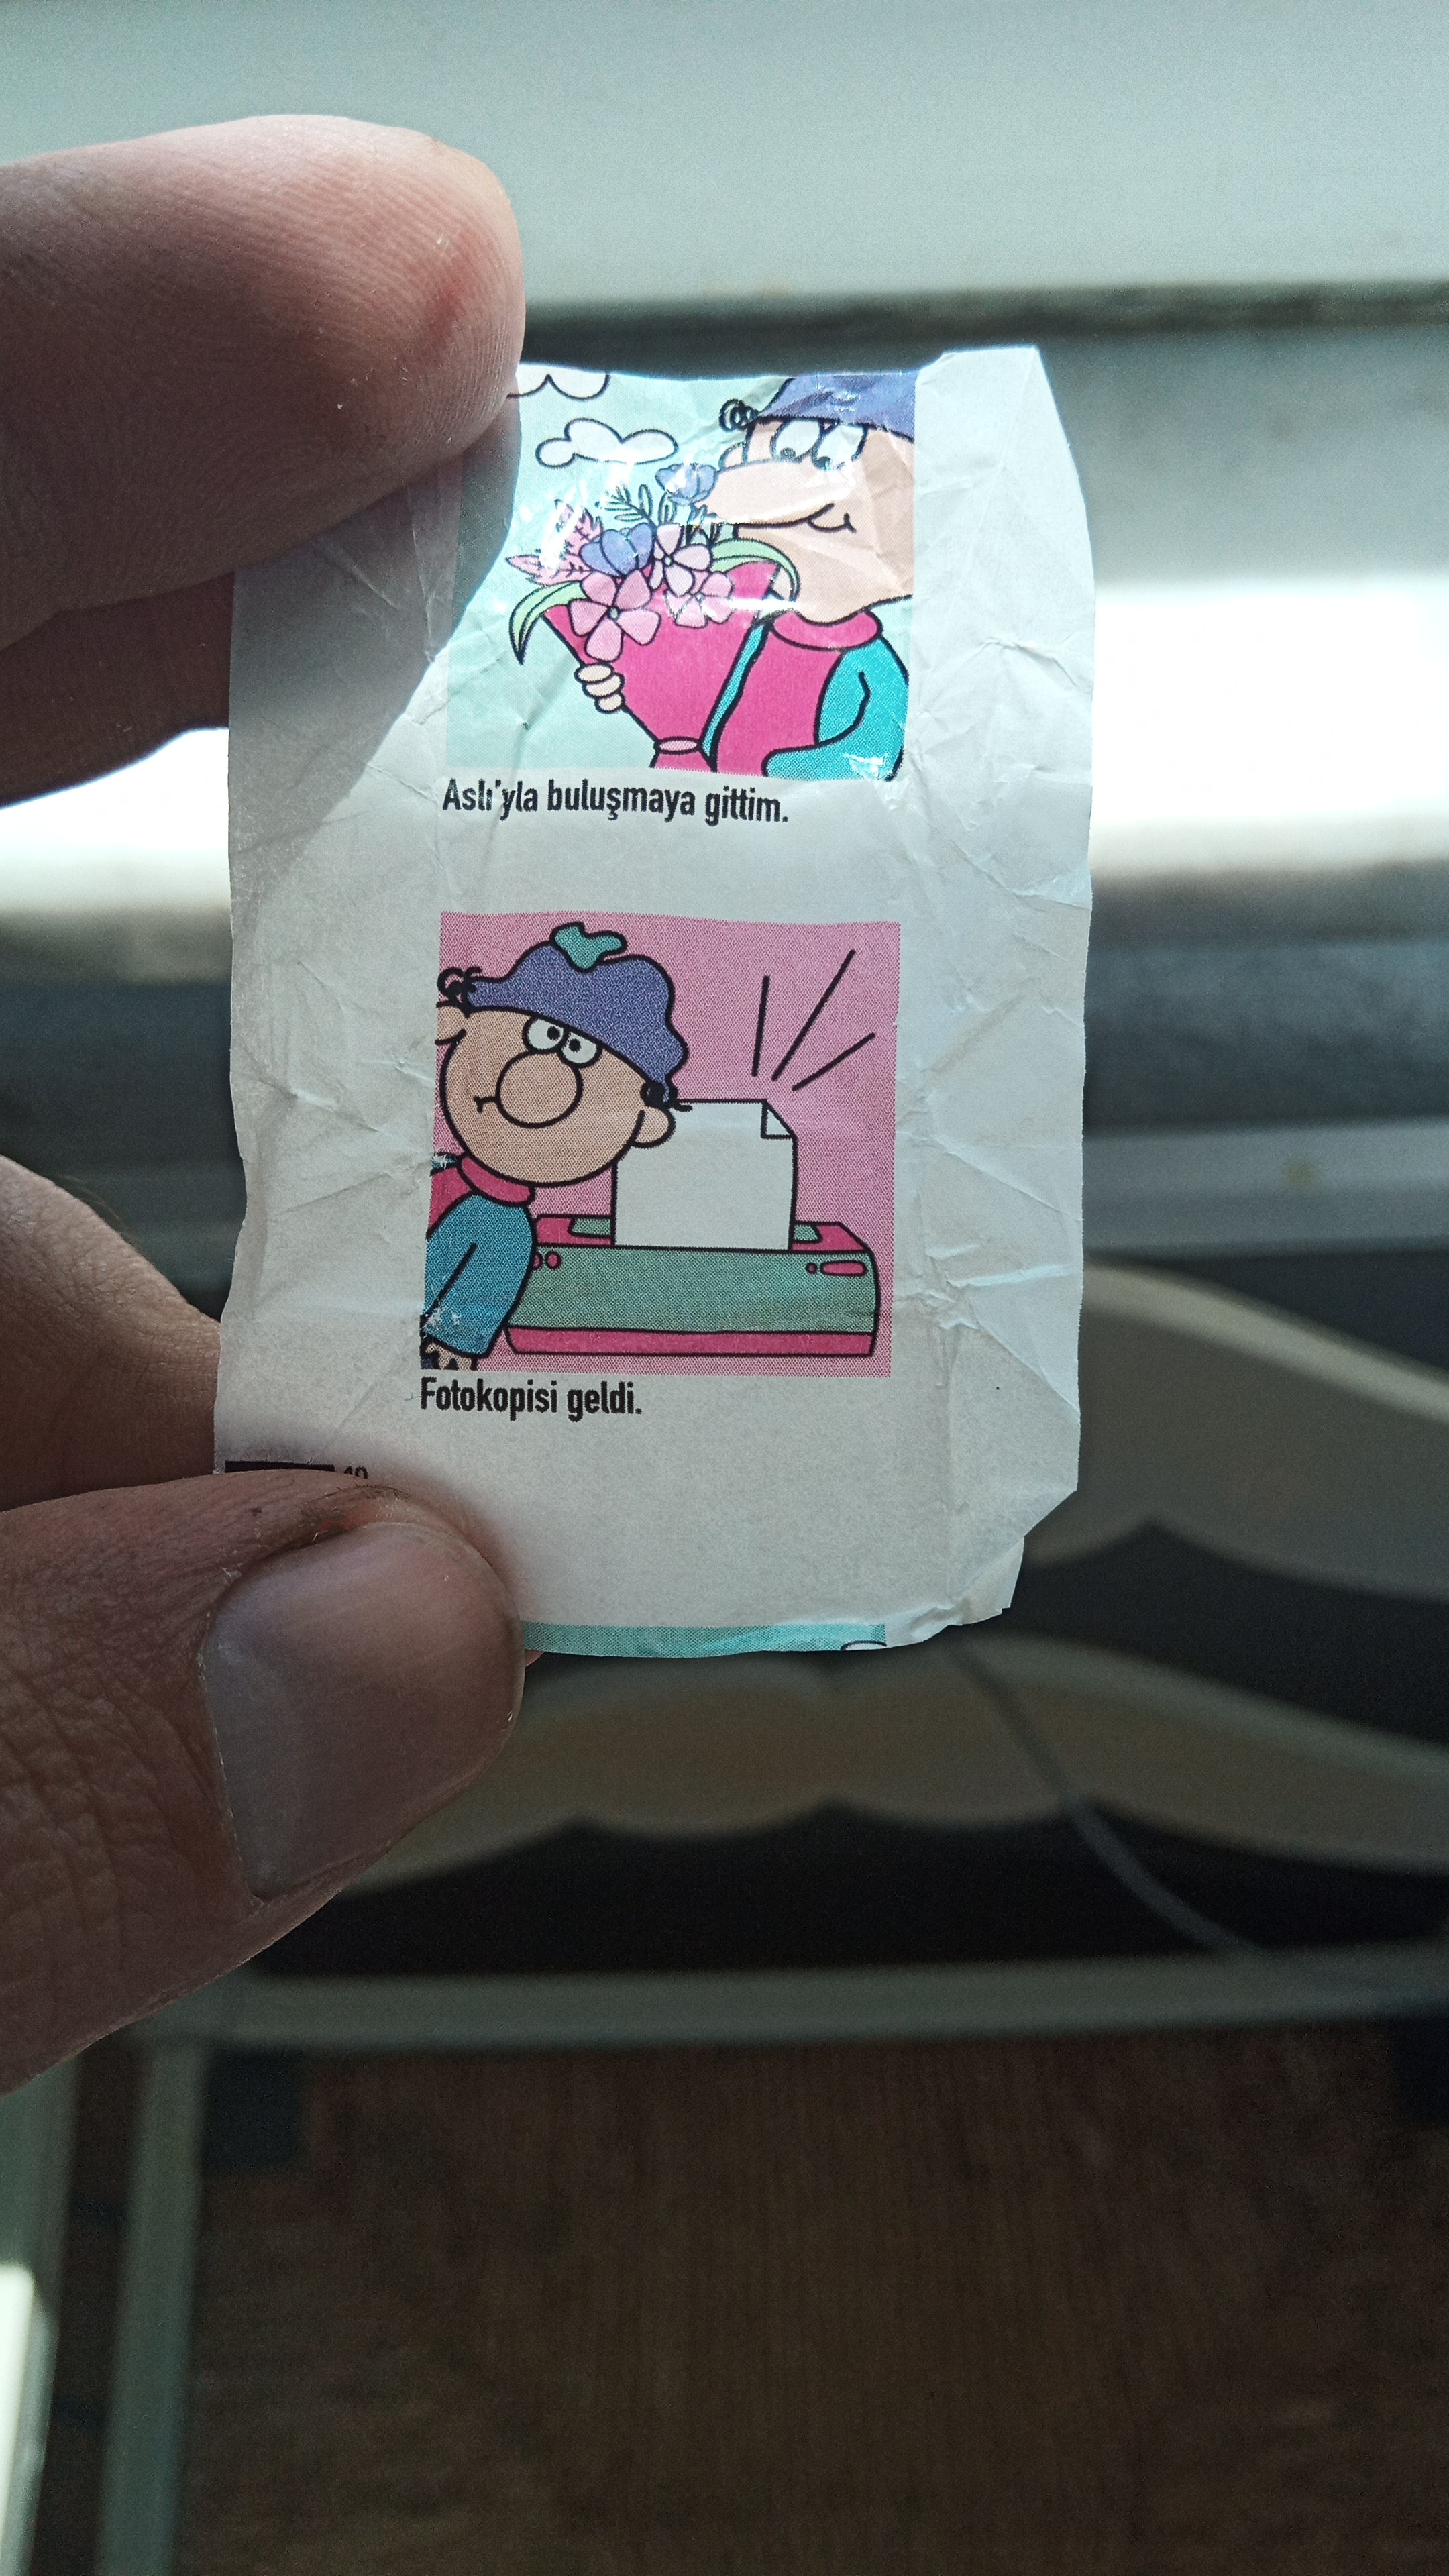 Aslı'yla buluşmaya gittim.
Fotokopisi geldi.